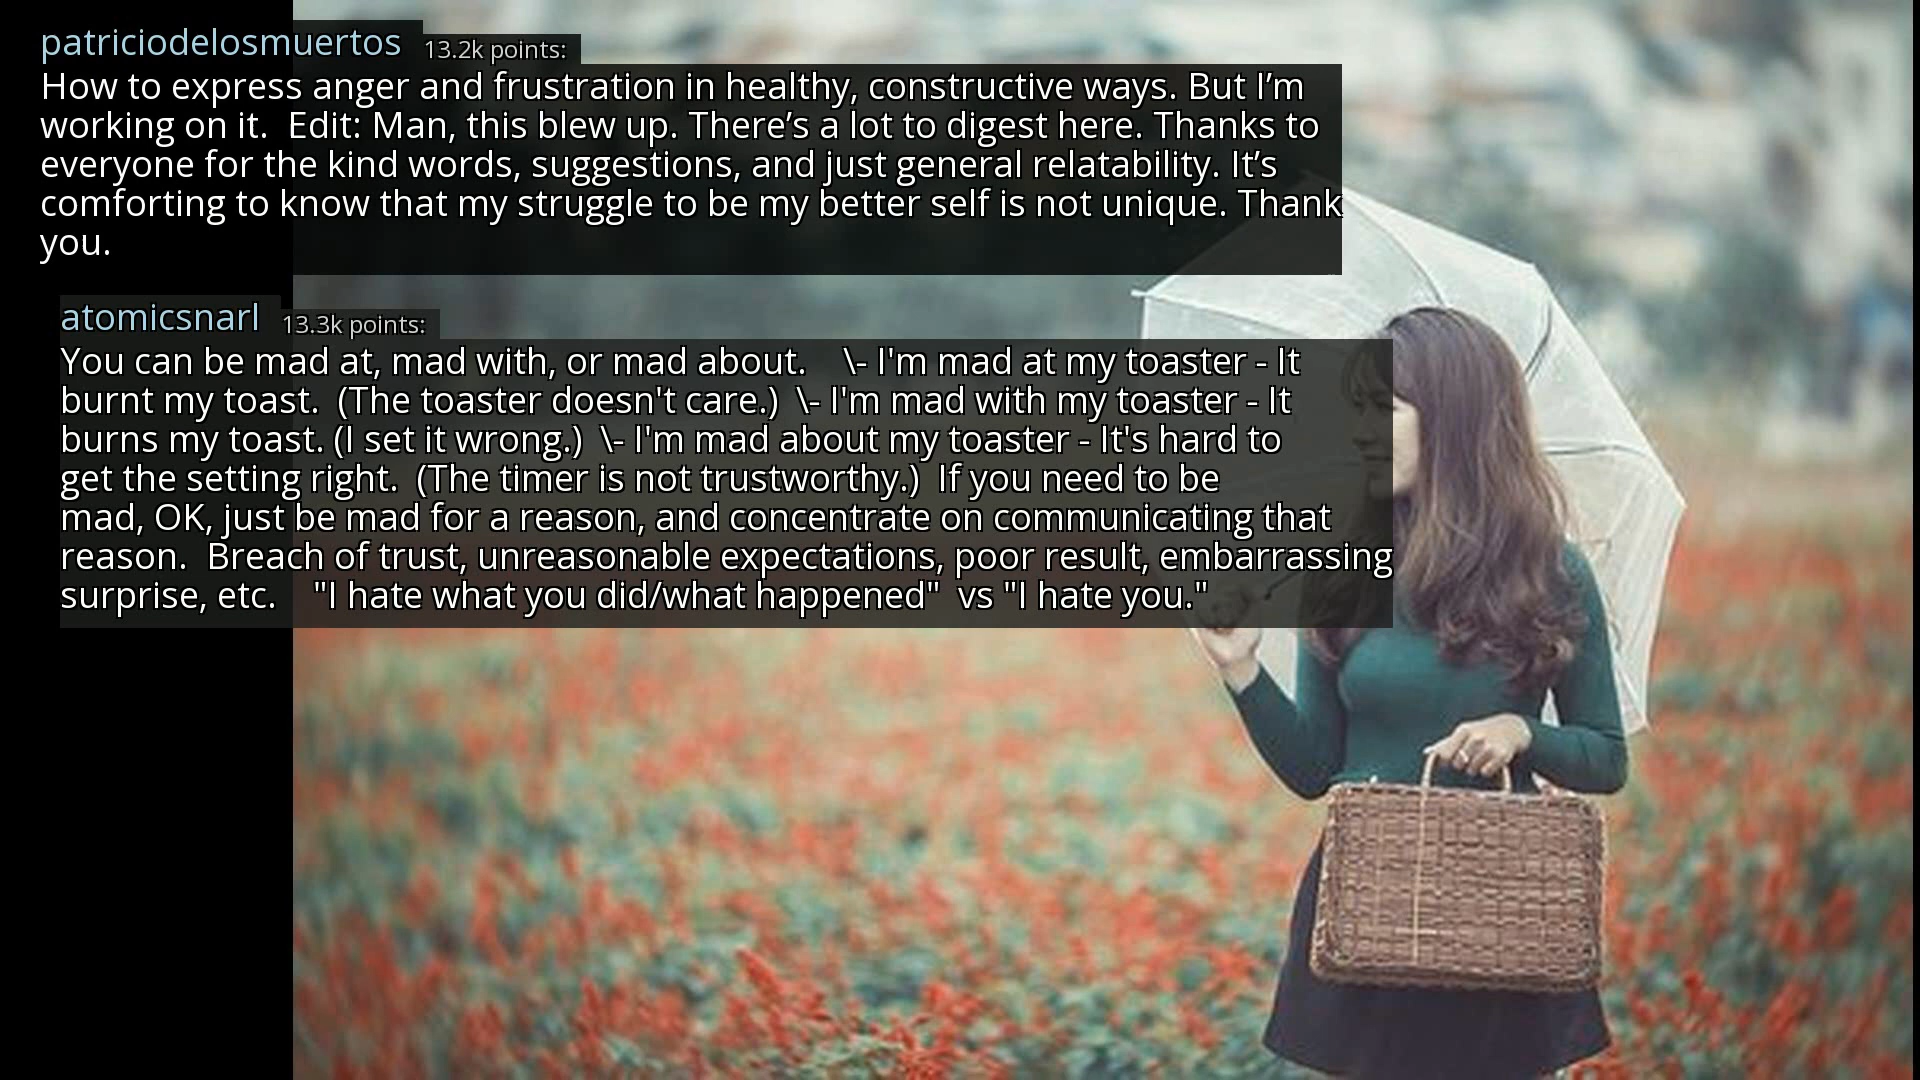 patriciodelosmuertos 13.2k points:
How to express anger and frustration in healthy, constructive ways. But I’m
working on it.  Edit: Man, this blew up. There’s a lot to digest here. Thanks to
everyone for the kind words, suggestions, and just general relatability. It’s
comforting to know that my struggle to be my better self is not unique. Thank
you.
atomicsnarl 13.3k points:
You can be mad at, mad with, or mad about.    \- I'm mad at my toaster - It
burnt my toast.  (The toaster doesn't care.)  \- I'm mad with my toaster - It
burns my toast. (I set it wrong.)  \- I'm mad about my toaster - It's hard to
get the setting right.  (The timer is not trustworthy.)  If you need to be
mad, OK, just be mad for a reason, and concentrate on communicating that
reason.  Breach of trust, unreasonable expectations, poor result, embarrassing
surprise, etc.    "I hate what you did/what happened"  vs "I hate you."